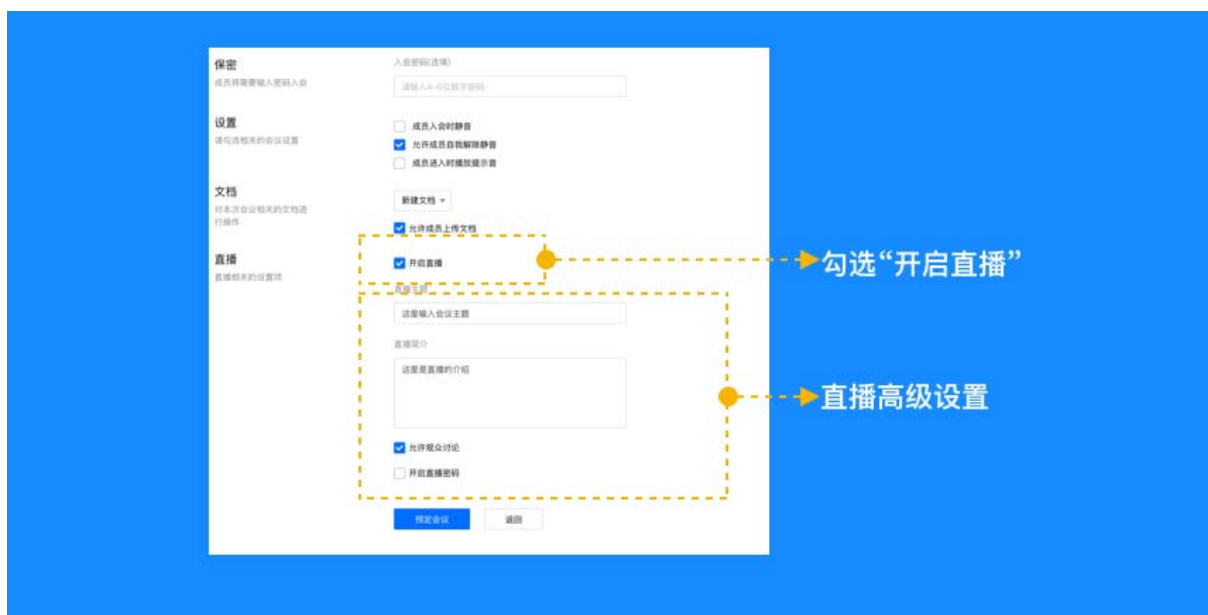 保密
成员将需要输入密码入会
入会密码(选填)
请输入4-6位数字密码
设置
请勾选相关的会议设置
成员入会时静音
允许成员自我解除静音
成员进入时播放提示音
文档
对本次会议相关的文档进
行操作
新建文档
允许成员上传文档
直播
直播相关的设置项
开启直播
勾选“开启直播”
直播主题
这里输入会议主题
直播简介
这里是直播的介绍
直播高级设置
允许观众讨论
开启直播密码
预定会议
返回